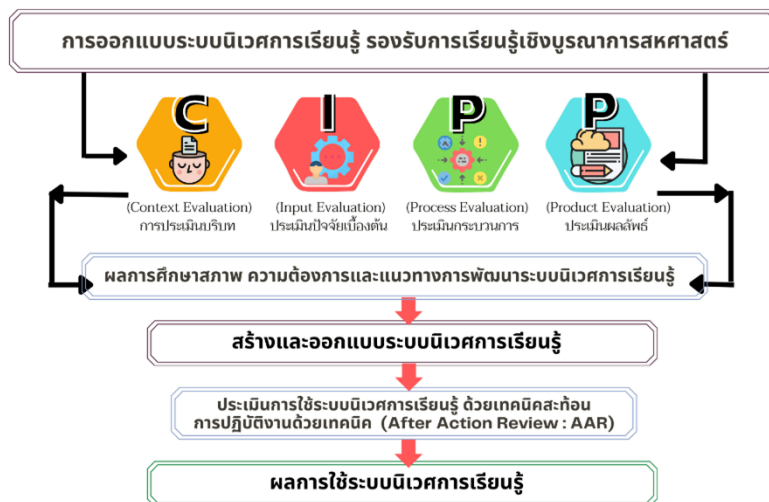 การออกแบบระบบนิเวศการเรียนรู้ รองรับการเรียนรู้เชิงบูรณาการสหศาสตร์
C I P P
(Context Evaluation) (Input Evaluation) (Process Evaluation) (Product Evaluation)
การประเมินบริบท ประเมินปัจจัยเบื้องต้น ประเมินกระบวนการ ประเมินผลลัพธ์
ผลการศึกษาสภาพ ความต้องการและแนวทางการพัฒนาระบบนิเวศการเรียนรู้
สร้างและออกแบบระบบนิเวศการเรียนรู้
ประเมินการใช้ระบบนิเวศการเรียนรู้ ด้วยเทคนิคสะท้อน
การปฏิบัติงานด้วยเทคนิค (After Action Review : AAR)
ผลการใช้ระบบนิเวศการเรียนรู้